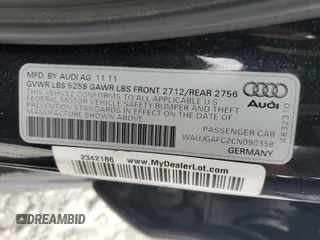 MFD BY AUDI AG 11 11
GVWR LBS 5258 GAWR LBS FRONT 2712/REAR 2756
THIS VEHICLE CONFORMS TO ALL APPLICABLE FEDERAL
MOTOR VEHICLE SAFETY BUMPER AND THEFT PREVENTION
STANDARDS IN EFFECT ON THE DATE OF MANUFACTURE SHOWN ABOVE
Audi
4832310
PASSENGER CAR
WAUJGAFC2CN090358
GERMANY
2342186
www.MyDealerLot.com
DREAMBID